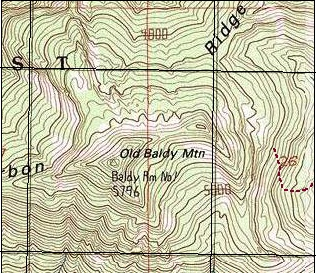 4800
Ridge
S T
Old Baldy Mtn
bon
26
Baldy Rm No 1
5796
5000